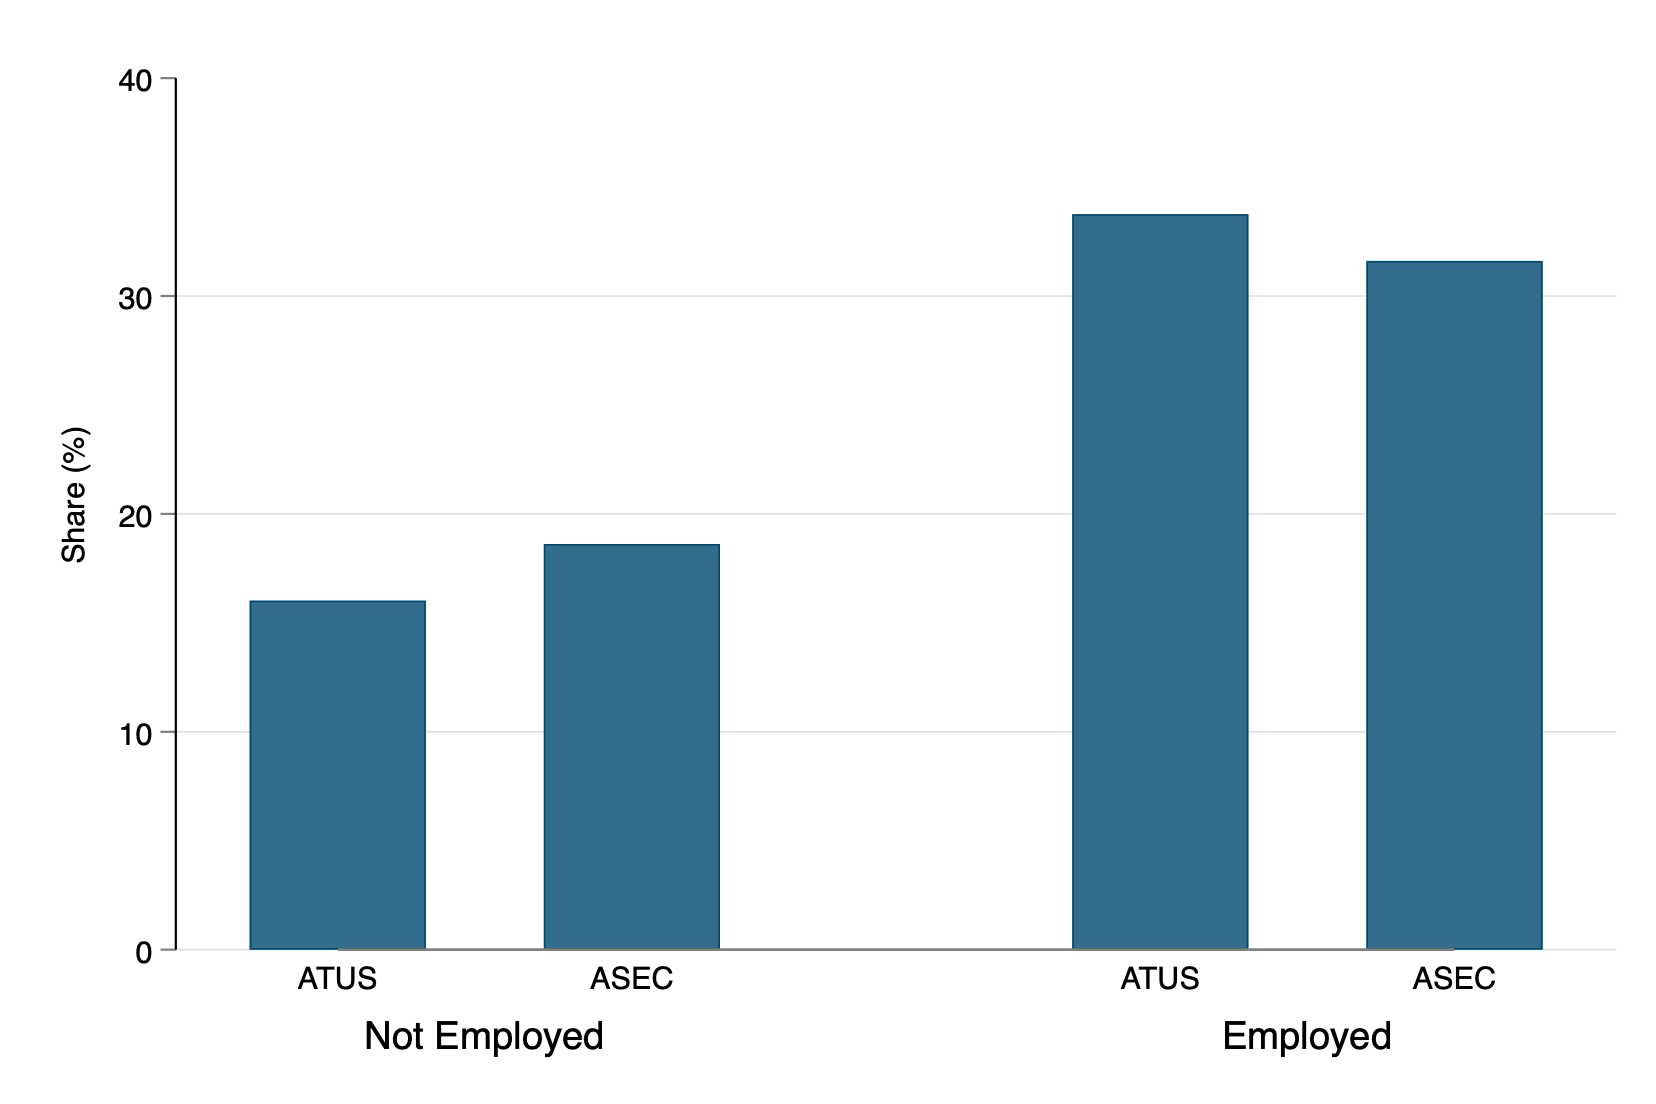 40
30
20
10
0
Share (%)
ATUS
ASEC
ATUS
ASEC
Not Employed
Employed